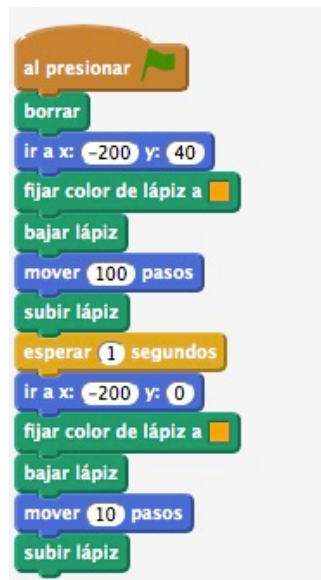 al presionar
borrar
ir a x: -200 y: 40
fijar color de lápiz a
bajar lápiz
mover 100 pasos
subir lápiz
esperar 1 segundos
ir a x: -200 y: 0
fijar color de lápiz a
bajar lápiz
mover 10 pasos
subir lápiz